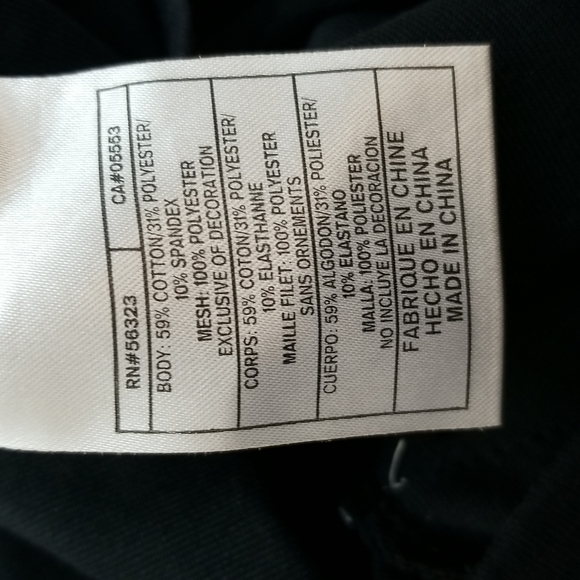 RN#56323 CA#05553
BODY: 59% COTTON/31% POLYESTER/
10% SPANDEX
MESH: 100% POLYESTER
EXCLUSIVE OF DECORATION
CORPS: 59% COTON/31% POLYESTER/
10% ELASTHANNE
MAILLE FILET: 100% POLYESTER
SANS ORNEMENTS
CUERPO: 59% ALGODON/31% POLIESTER/
10% ELASTANO
MALLA: 100% POLIESTER
NO INCLUYE LA DECORACION
FABRIQUE EN CHINE
HECHO EN CHINA
MADE IN CHINA